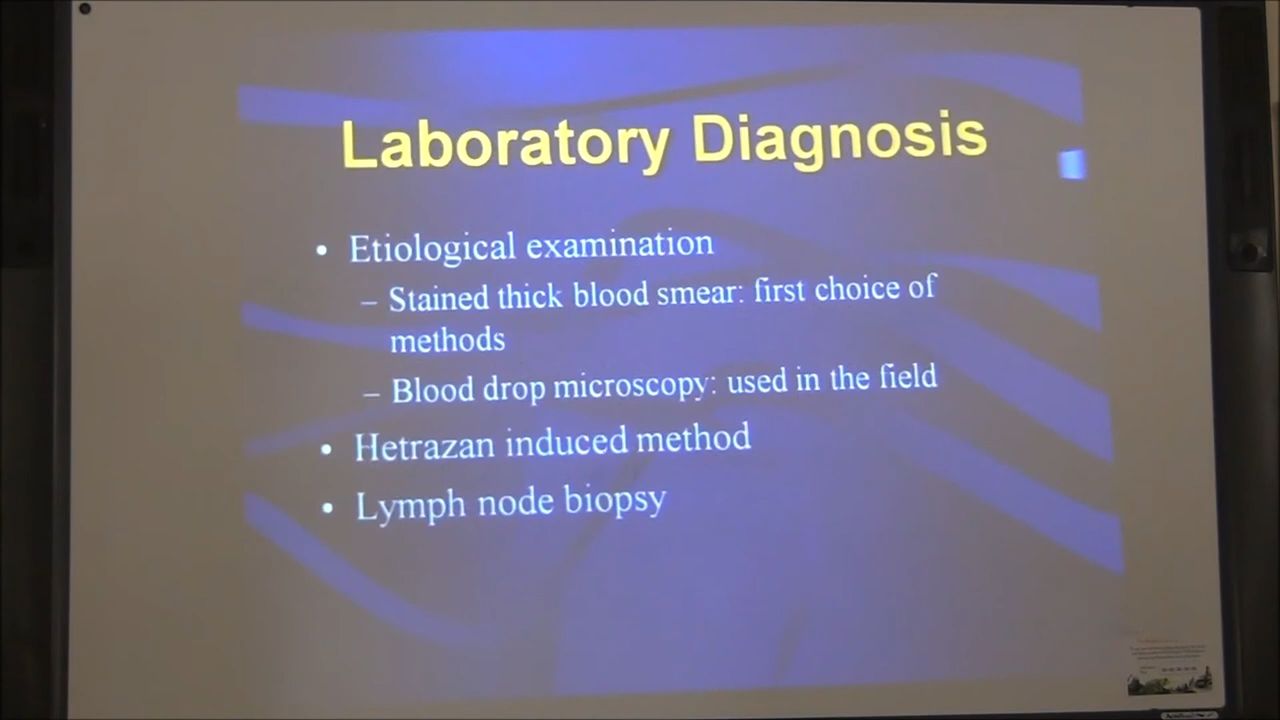 Laboratory Diagnosis
• Etiological examination
– Stained thick blood smear: first choice of
methods
– Blood drop microscopy: used in the field
• Hetrazan induced method
• Lymph node biopsy